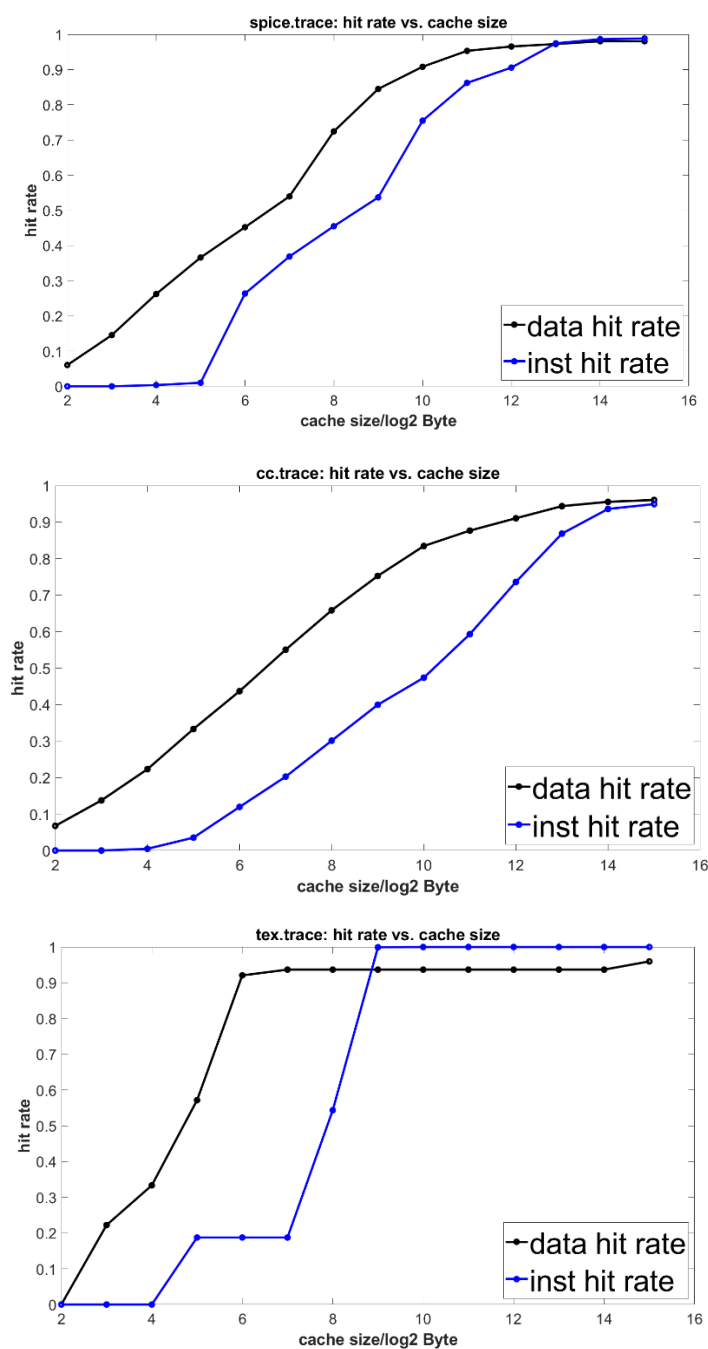 spice.trace: hit rate vs. cache size
1
0.9
0.8
0.7
0.6
0.5
0.4
0.3
0.2
0.1
0
hit rate
data hit rate
inst hit rate
2 4 6 8 10 12 14 16
cache size/log2 Byte
cc.trace: hit rate vs. cache size
1
0.9
0.8
0.7
0.6
0.5
0.4
0.3
0.2
0.1
0
hit rate
data hit rate
inst hit rate
2 4 6 8 10 12 14 16
cache size/log2 Byte
tex.trace: hit rate vs. cache size
1
0.9
0.8
0.7
0.6
0.5
0.4
0.3
0.2
0.1
0
hit rate
data hit rate
inst hit rate
2 4 6 8 10 12 14 16
cache size/log2 Byte